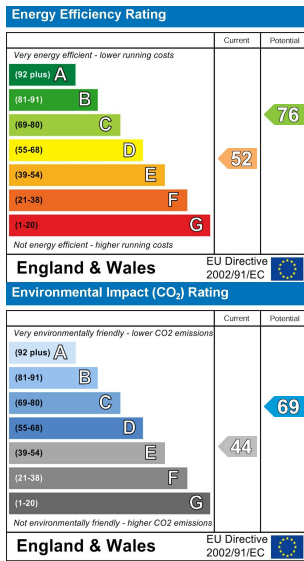 Energy Efficiency Rating
Current Potential
Very energy efficient - lower running costs
(92 plus) A
(81-91) B
(69-80) C
(55-68) D
(39-54) E
(21-38) F
(1-20) G
52
76
Not energy efficient - higher running costs
England & Wales
EU Directive
2002/91/EC
Environmental Impact (CO₂) Rating
Current Potential
Very environmentally friendly - lower CO2 emissions
(92 plus) A
(81-91) B
(69-80) C
(55-68) D
(39-54) E
(21-38) F
(1-20) G
44
69
Not environmentally friendly - higher CO2 emissions
England & Wales
EU Directive
2002/91/EC